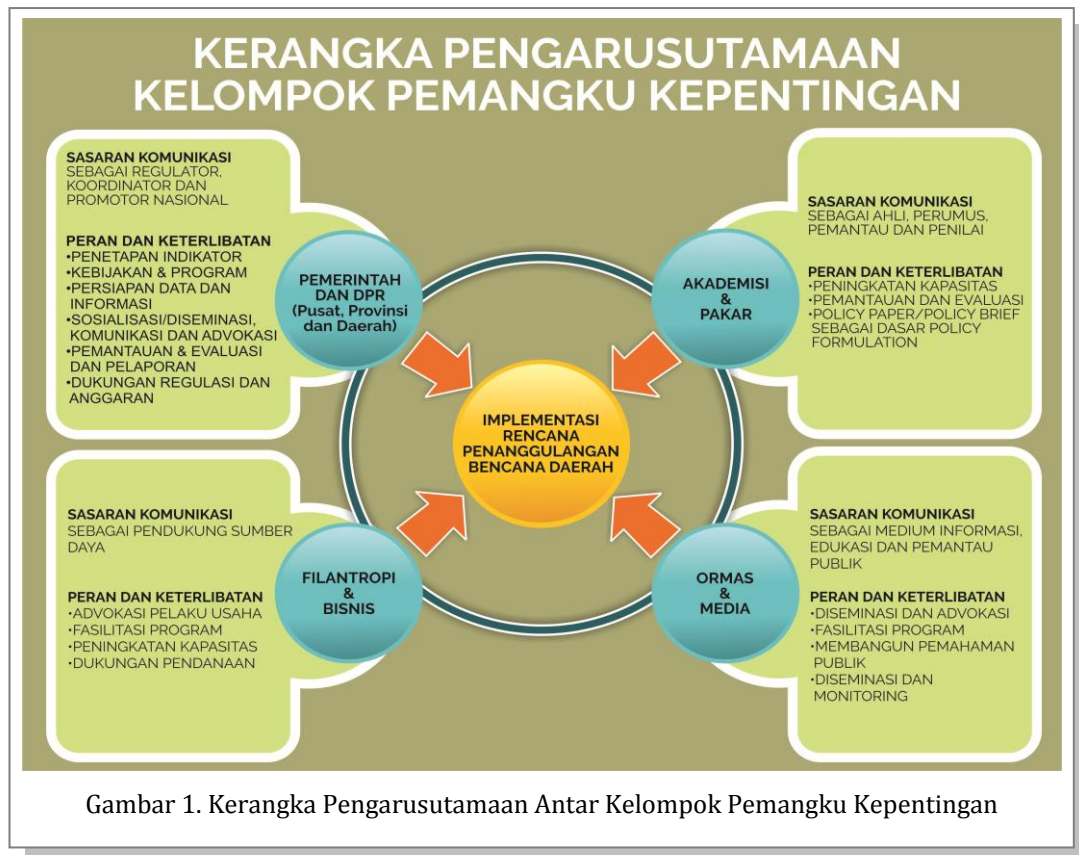 KERANGKA PENGARUSUTAMAAN
KELOMPOK PEMANGKU KEPENTINGAN
SASARAN KOMUNIKASI
SEBAGAI REGULATOR,
KOORDINATOR DAN
PROMOTOR NASIONAL
PERAN DAN KETERLIBATAN
•PENETAPAN INDIKATOR
•KEBIJAKAN & PROGRAM
•PERSIAPAN DATA DAN
INFORMASI
•SOSIALISASI/DISEMINASI,
KOMUNIKASI DAN ADVOKASI
•PEMANTAUAN & EVALUASI
DAN PELAPORAN
•DUKUNGAN REGULASI DAN
ANGGARAN
PEMERINTAH
DAN DPR
(Pusat, Provinsi
dan Daerah)
AKADEMISI
&
PAKAR
SASARAN KOMUNIKASI
SEBAGAI AHLI, PERUMUS,
PEMANTAU DAN PENILAI
PERAN DAN KETERLIBATAN
•PENINGKATAN KAPASITAS
•PEMANTAUAN DAN EVALUASI
•POLICY PAPER/POLICY BRIEF
SEBAGAI DASAR POLICY
FORMULATION
IMPLEMENTASI
RENCANA
PENANGGULANGAN
BENCANA DAERAH
SASARAN KOMUNIKASI
SEBAGAI PENDUKUNG SUMBER
DAYA
PERAN DAN KETERLIBATAN
•ADVOKASI PELAKU USAHA
•FASILITASI PROGRAM
•PENINGKATAN KAPASITAS
•DUKUNGAN PENDANAAN
FILANTROPI
&
BISNIS
ORMAS
&
MEDIA
SASARAN KOMUNIKASI
SEBAGAI MEDIUM INFORMASI,
EDUKASI DAN PEMANTAU
PUBLIK
PERAN DAN KETERLIBATAN
•DISEMINASI DAN ADVOKASI
•FASILITASI PROGRAM
•MEMBANGUN PEMAHAMAN
PUBLIK
•DISEMINASI DAN
MONITORING
Gambar 1. Kerangka Pengarusutamaan Antar Kelompok Pemangku Kepentingan